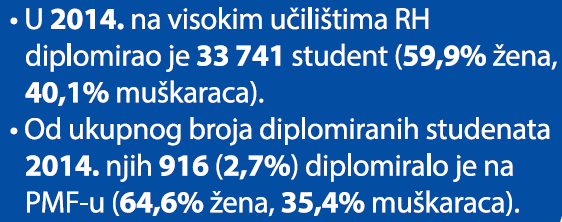 • U 2014. na visokim učilištima RH
diplomirao je 33 741 student (59,9% žena,
40,1% muškaraca).
• Od ukupnog broja diplomiranih studenata
2014. njih 916 (2,7%) diplomiralo je na
PMF-u (64,6% žena, 35,4% muškaraca).